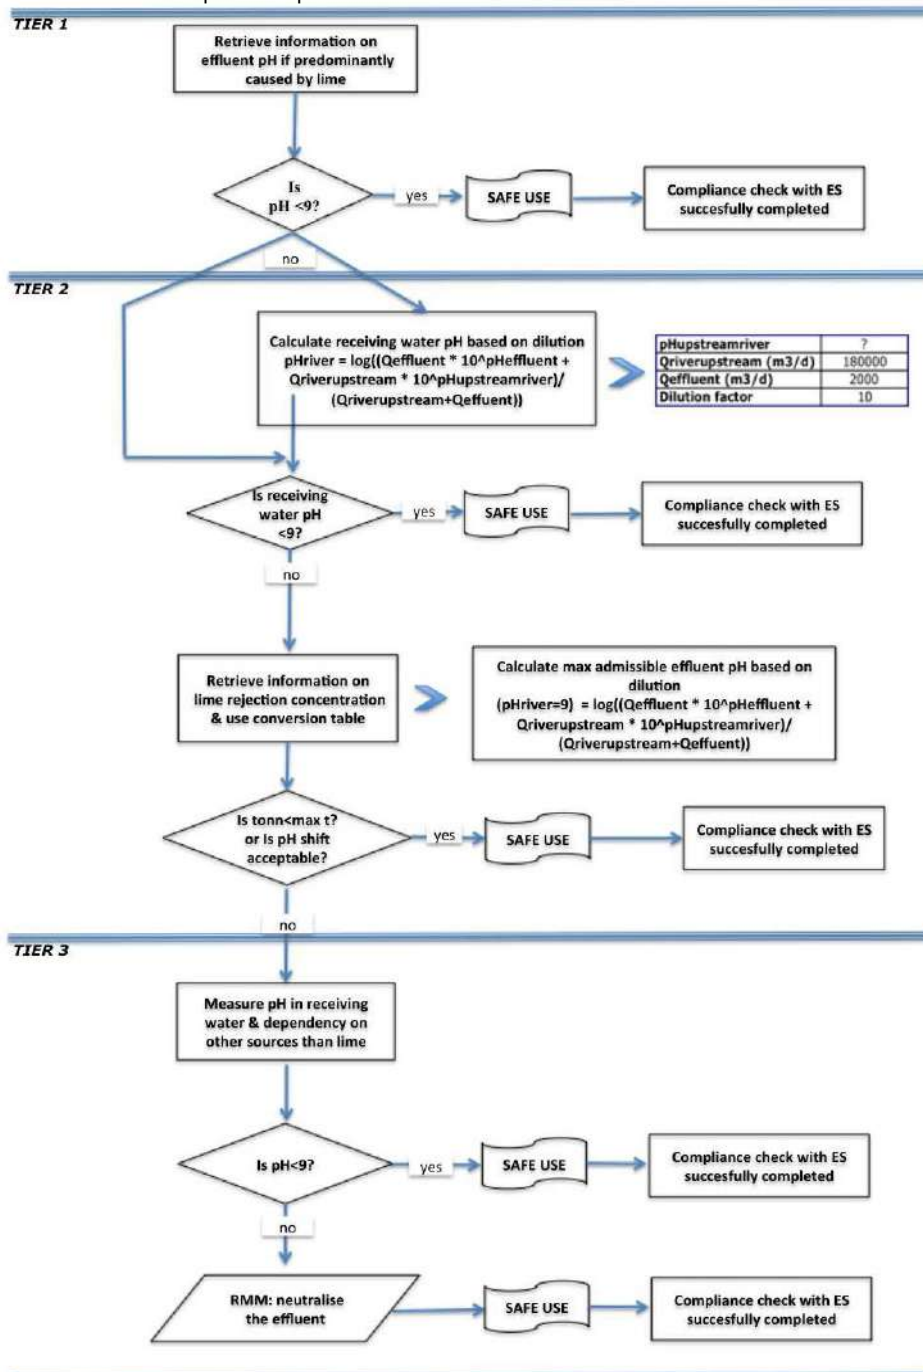 TIER 1
Retrieve information on
effluent pH if predominantly
caused by lime
Is
pH <9?
yes
SAFE USE
Compliance check with ES
succesfully completed
no
TIER 2
Calculate receiving water pH based on dilution
pHriver = log((Qeffluent * 10^pHeffluent +
Qriverupstream * 10^pHupstreamriver)/
(Qriverupstream+Qeffuent))
pHupstreamriver ?
Qriverupstream (m3/d) 180000
Qeffluent (m3/d) 2000
Dilution factor 10
Is receiving
water pH
<9?
yes
SAFE USE
Compliance check with ES
succesfully completed
no
Retrieve information on
lime rejection concentration
& use conversion table
Calculate max admissible effluent pH based on
dilution
(pHriver=9) = log((Qeffluent * 10^pHeffluent +
Qriverupstream * 10^pHupstreamriver)/
(Qriverupstream+Qeffuent))
Is tonn<max t?
or Is pH shift
acceptable?
yes
SAFE USE
Compliance check with ES
succesfully completed
no
TIER 3
Measure pH in receiving
water & dependency on
other sources than lime
Is pH<9?
yes
SAFE USE
Compliance check with ES
succesfully completed
no
RMM: neutralise
the effluent
SAFE USE
Compliance check with ES
succesfully completed